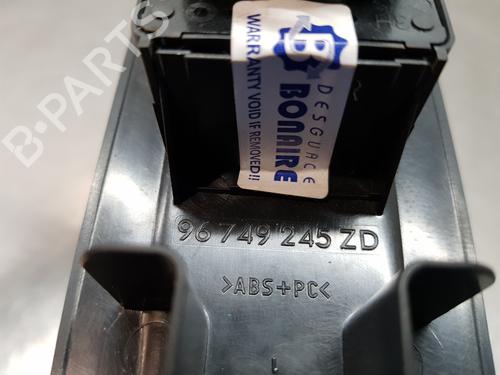 B
DESGUACE
BONAIRE
WARRANTY VOID IF REMOVED!!
B-PARTS
96 749 245 ZD
>ABS+PC<